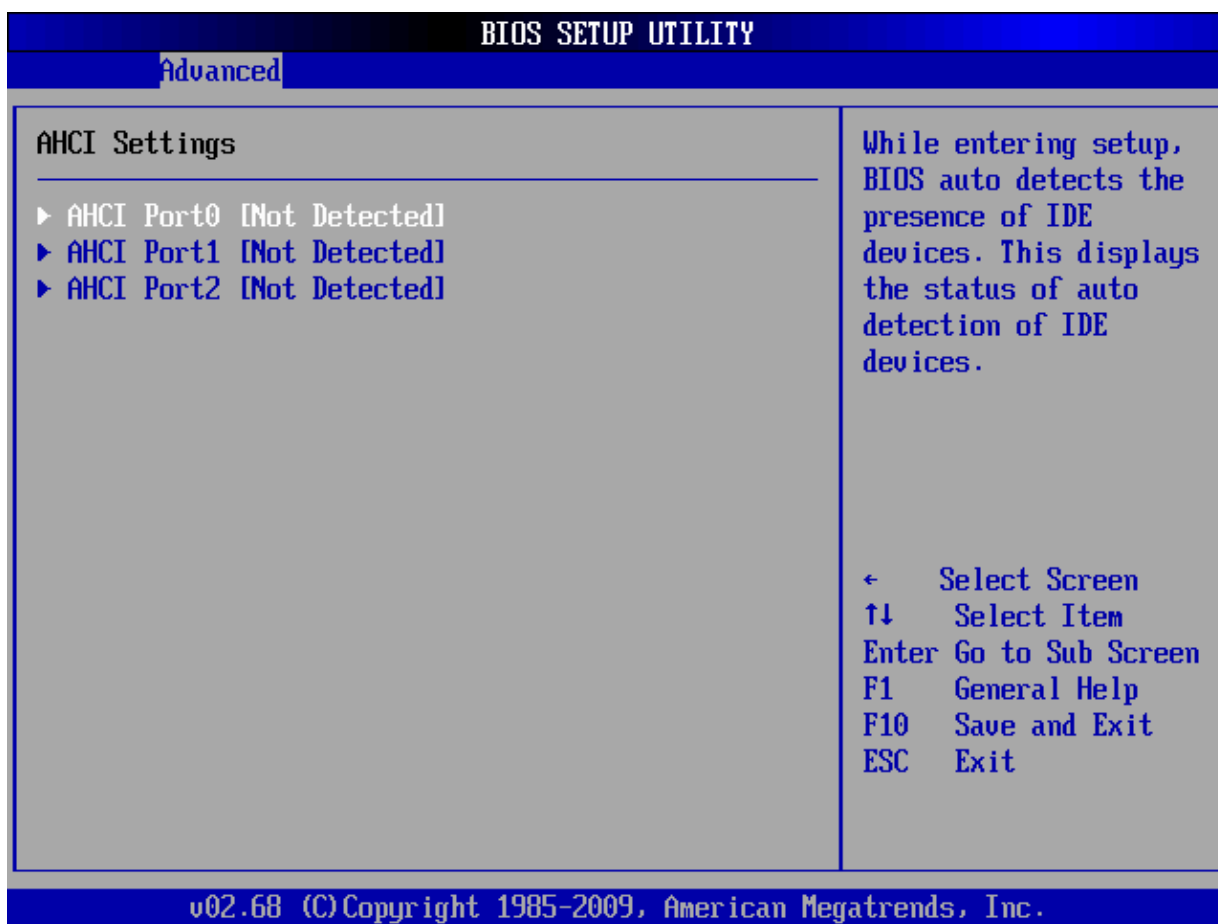 BIOS SETUP UTILITY
Advanced
AHCI Settings
▶ AHCI Port0 [Not Detected]
▶ AHCI Port1 [Not Detected]
▶ AHCI Port2 [Not Detected]
While entering setup,
BIOS auto detects the
presence of IDE
devices. This displays
the status of auto
detection of IDE
devices.
← Select Screen
↑↓ Select Item
Enter Go to Sub Screen
F1 General Help
F10 Save and Exit
ESC Exit
v02.68 (C)Copyright 1985-2009, American Megatrends, Inc.